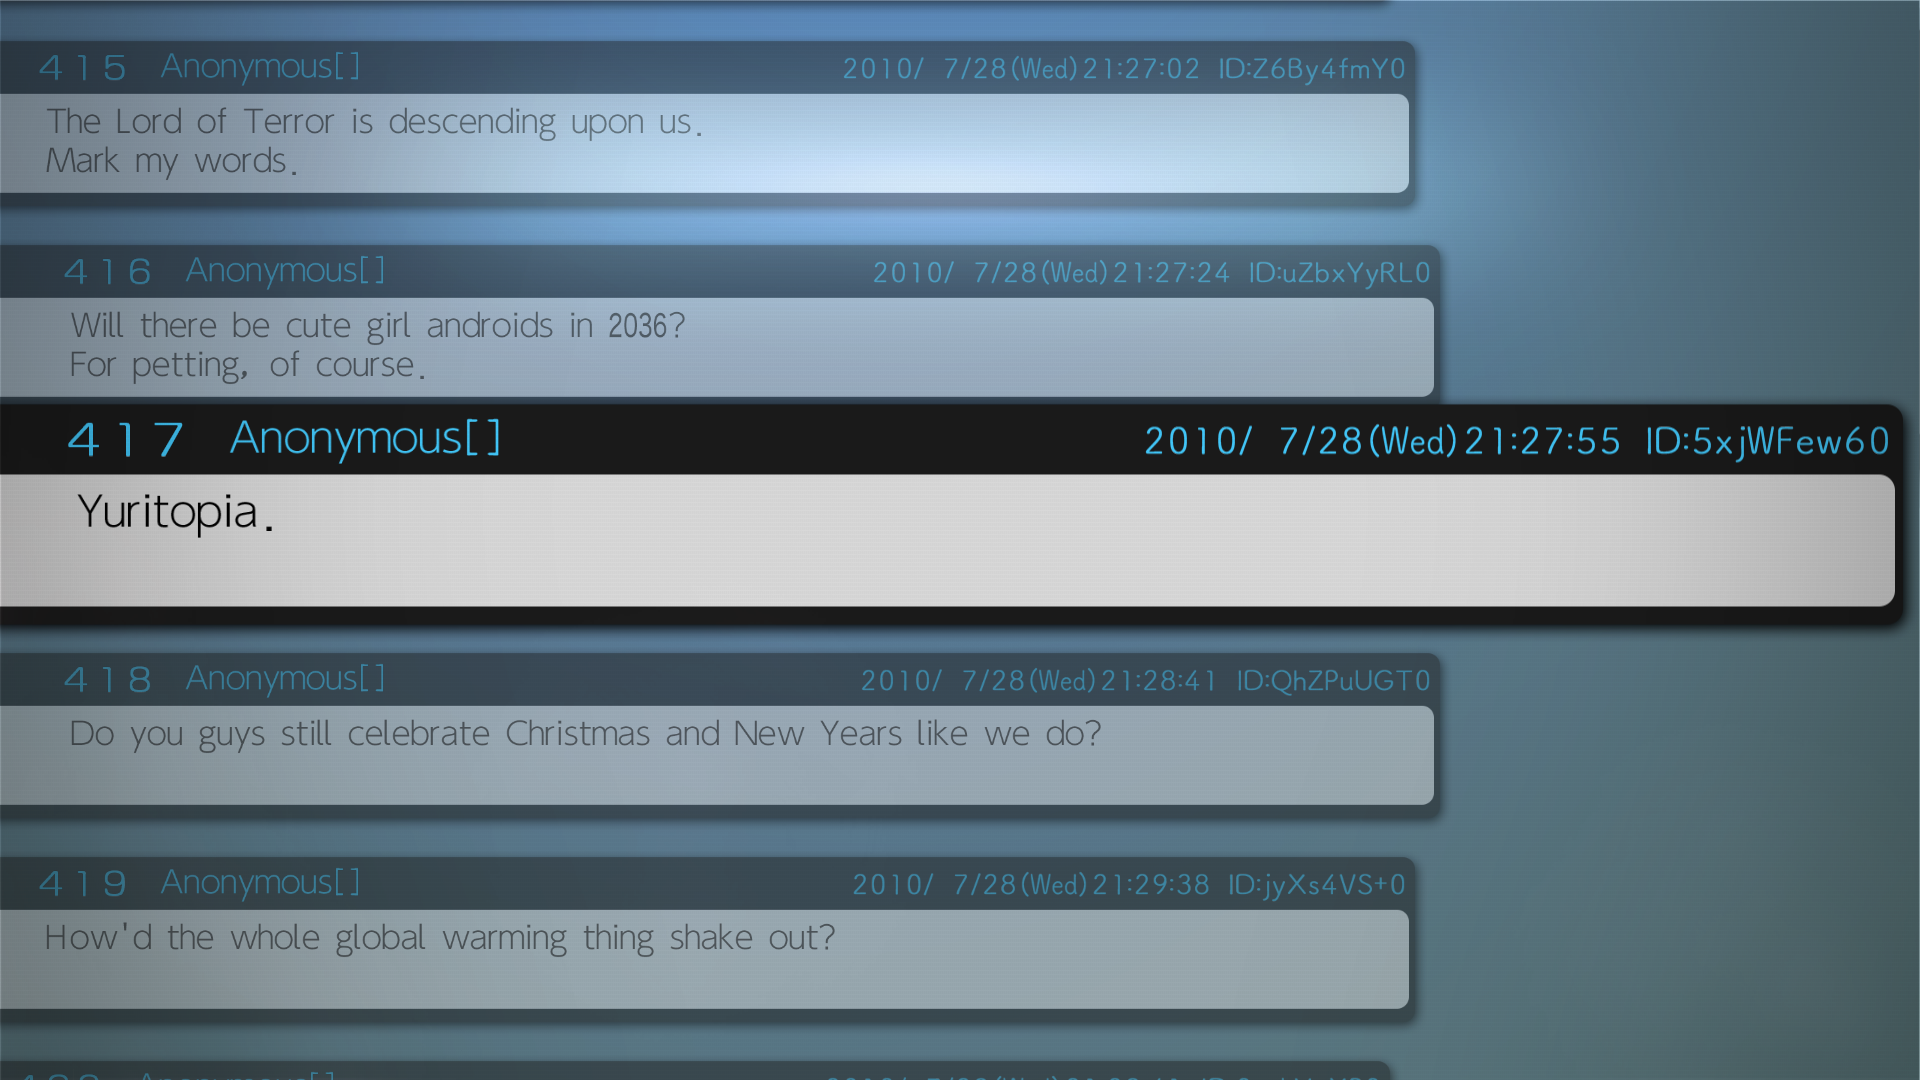 415 Anonymous[] 2010/ 7/28(Wed)21:27:02 ID:Z6By4fmY0
The Lord of Terror is descending upon us.
Mark my words.
416 Anonymous[] 2010/ 7/28(Wed)21:27:24 ID:uZbxYyRL0
Will there be cute girl androids in 2036?
For petting, of course.
417 Anonymous[] 2010/ 7/28(Wed)21:27:55 ID:5xjWFew60
Yuritopia.
418 Anonymous[] 2010/ 7/28(Wed)21:28:41 ID:QhZPuUGT0
Do you guys still celebrate Christmas and New Years like we do?
419 Anonymous[] 2010/ 7/28(Wed)21:29:38 ID:jyXs4VS+0
How'd the whole global warming thing shake out?
Anonymous[]